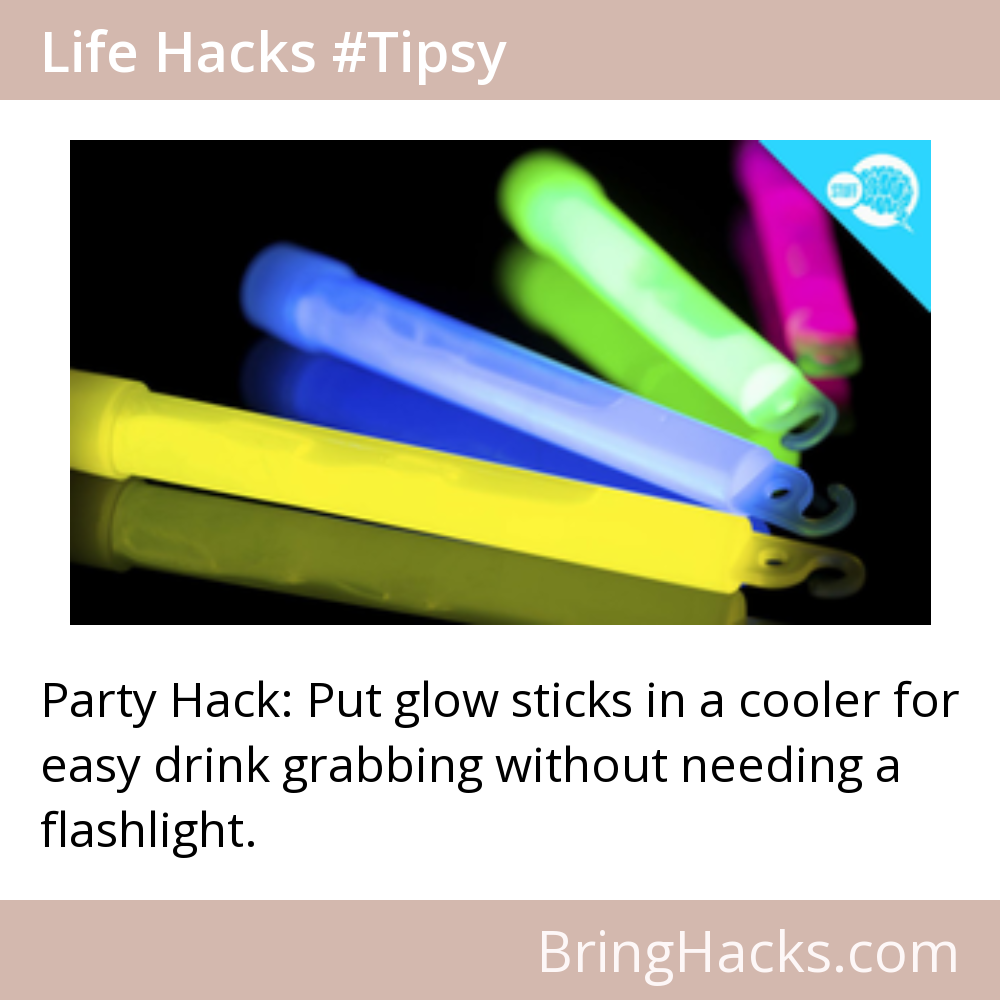 Life Hacks #Tipsy
STUFF
Party Hack: Put glow sticks in a cooler for
easy drink grabbing without needing a
flashlight.
BringHacks.com